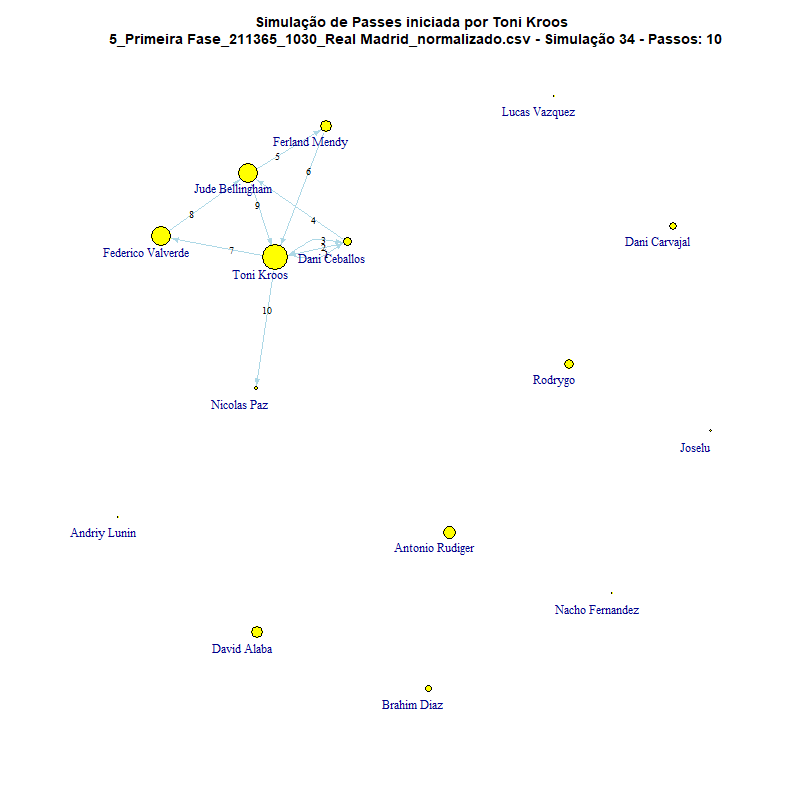 Simulação de Passes iniciada por Toni Kroos
5_Primeira Fase_211365_1030_Real Madrid_normalizado.csv - Simulação 34 - Passos: 10
Lucas Vazquez
Ferland Mendy
5
6
Jude Bellingham
9
8
4
Dani Carvajal
3
7
Federico Valverde
Dani Ceballos
Toni Kroos
10
Rodrygo
Nicolas Paz
Joselu
Andriy Lunin
Antonio Rudiger
Nacho Fernandez
David Alaba
Brahim Diaz